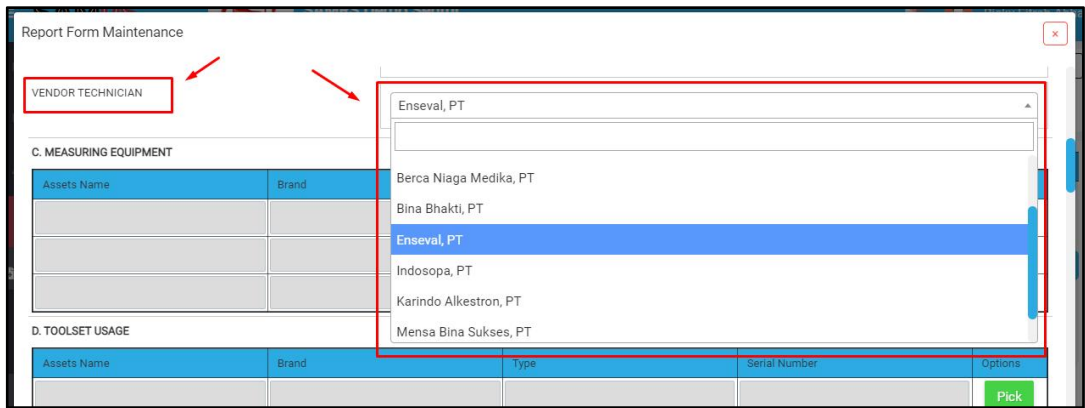 Report Form Maintenance
×
VENDOR TECHNICIAN
Enseval, PT
Berca Niaga Medika, PT
Bina Bhakti, PT
Enseval, PT
Indosopa, PT
Karindo Alkestron, PT
Mensa Bina Sukses, PT
C. MEASURING EQUIPMENT
Assets Name Brand
D. TOOLSET USAGE
Assets Name Brand Type Serial Number Options
Pick